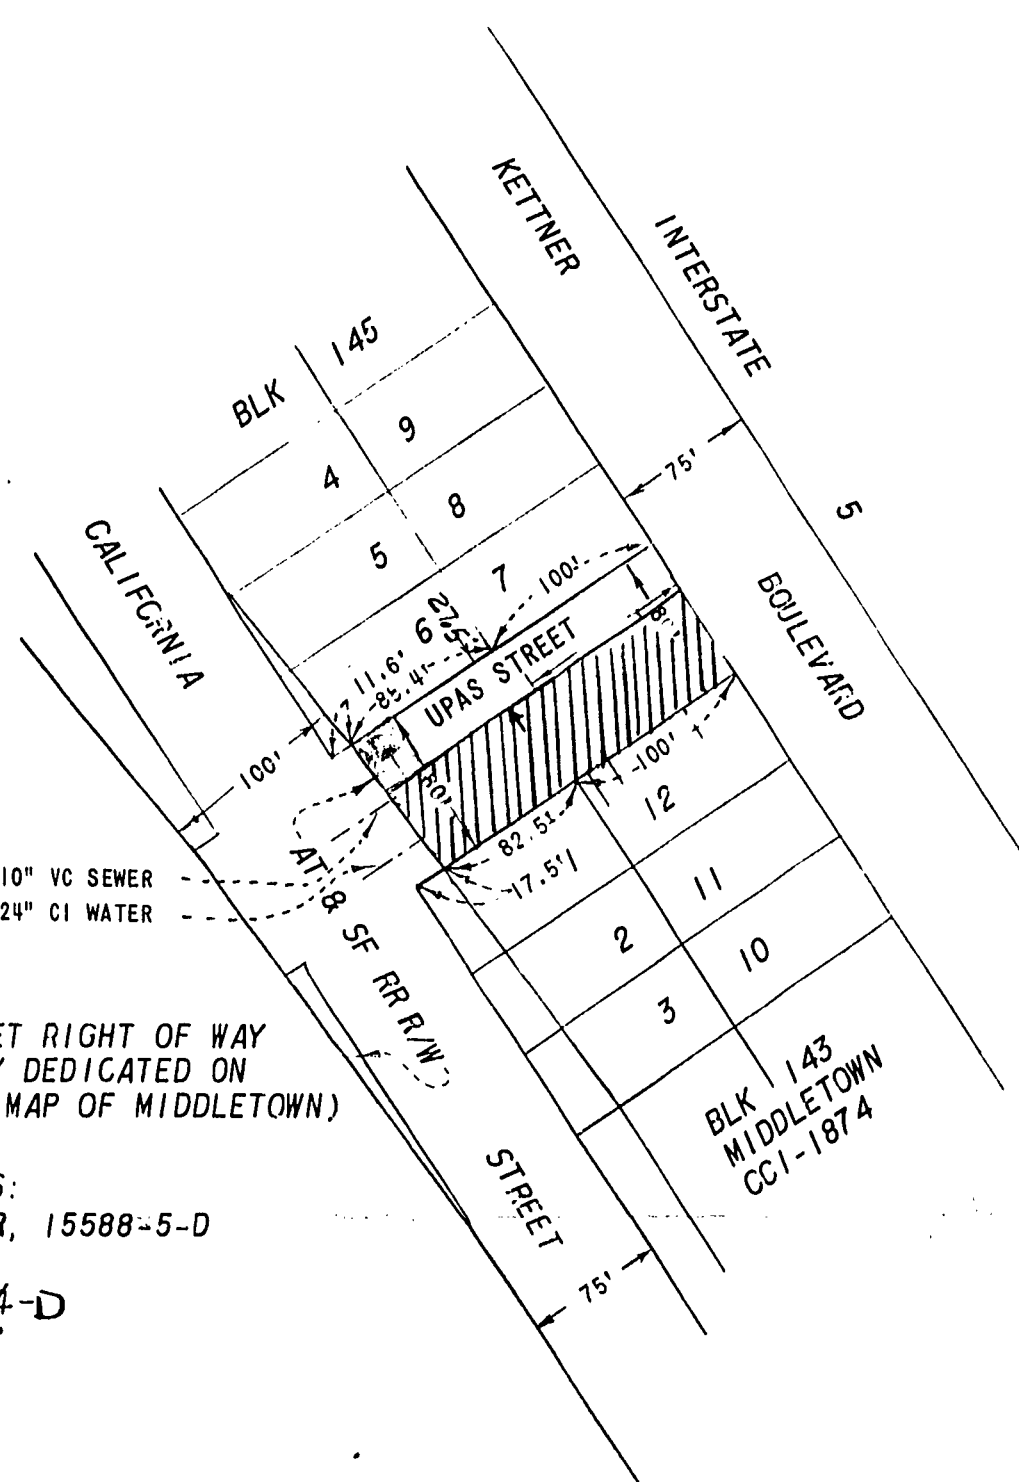 KETTNER
INTERSTATE
145
BLK
9
4
8
5
75'
5
CALIFORNIA
7
100'
27.5'
6
BOULEVARD
11.6'
85.4'
UPAS STREET
100'
60'
100'
12
82.5'
10" VC SEWER
17.5'
24" CI WATER
AT & SF RR R/W
11
2
10
3
ET RIGHT OF WAY
DEDICATED ON
MAP OF MIDDLETOWN)
BLK 143
MIDDLETOWN
CC1-1874
S:
R, 15588-5-D
STREET
4-D
75'